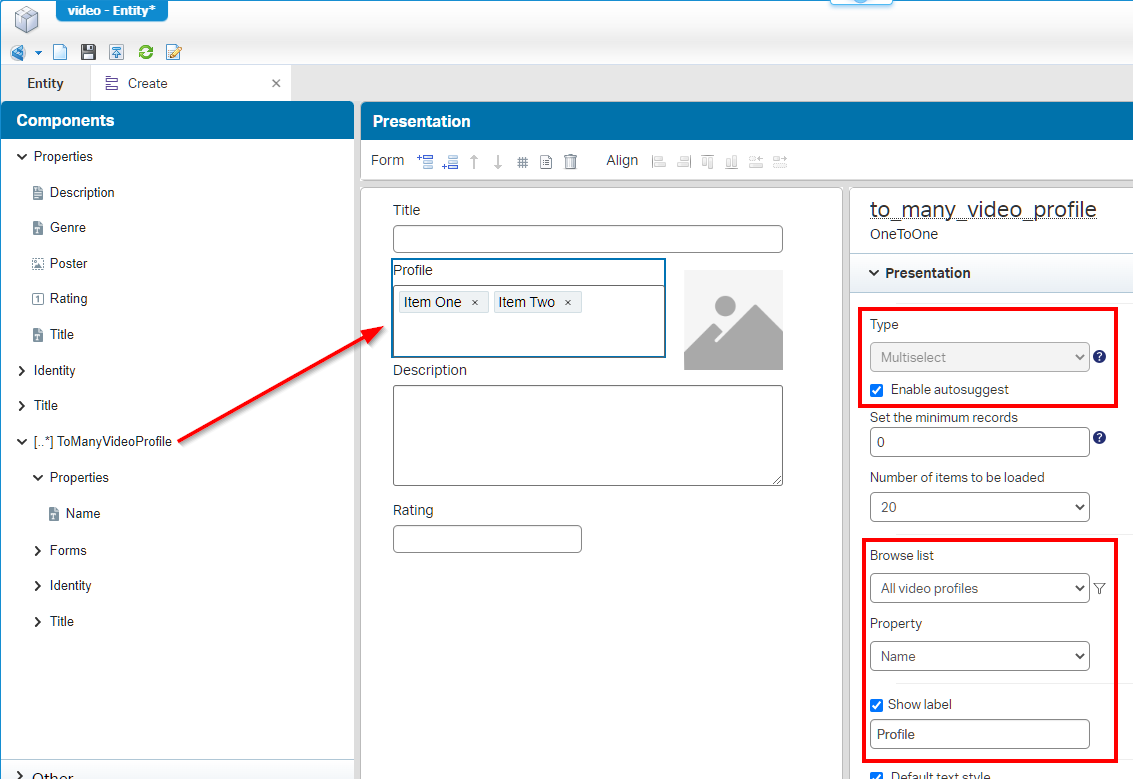 video - Entity*
Entity
Create
Components
Presentation
Properties
Form
Align
Description
Genre
Poster
Rating
Title
Identity
Title
[..*] ToManyVideoProfile
Properties
Name
Forms
Identity
Title
Other
Title
Profile
Item One ×
Item Two ×
Description
Rating
to_many_video_profile
OneToOne
Presentation
Type
Multiselect
Enable autosuggest
Set the minimum records
0
Number of items to be loaded
20
Browse list
All video profiles
Property
Name
Show label
Profile
Default text style